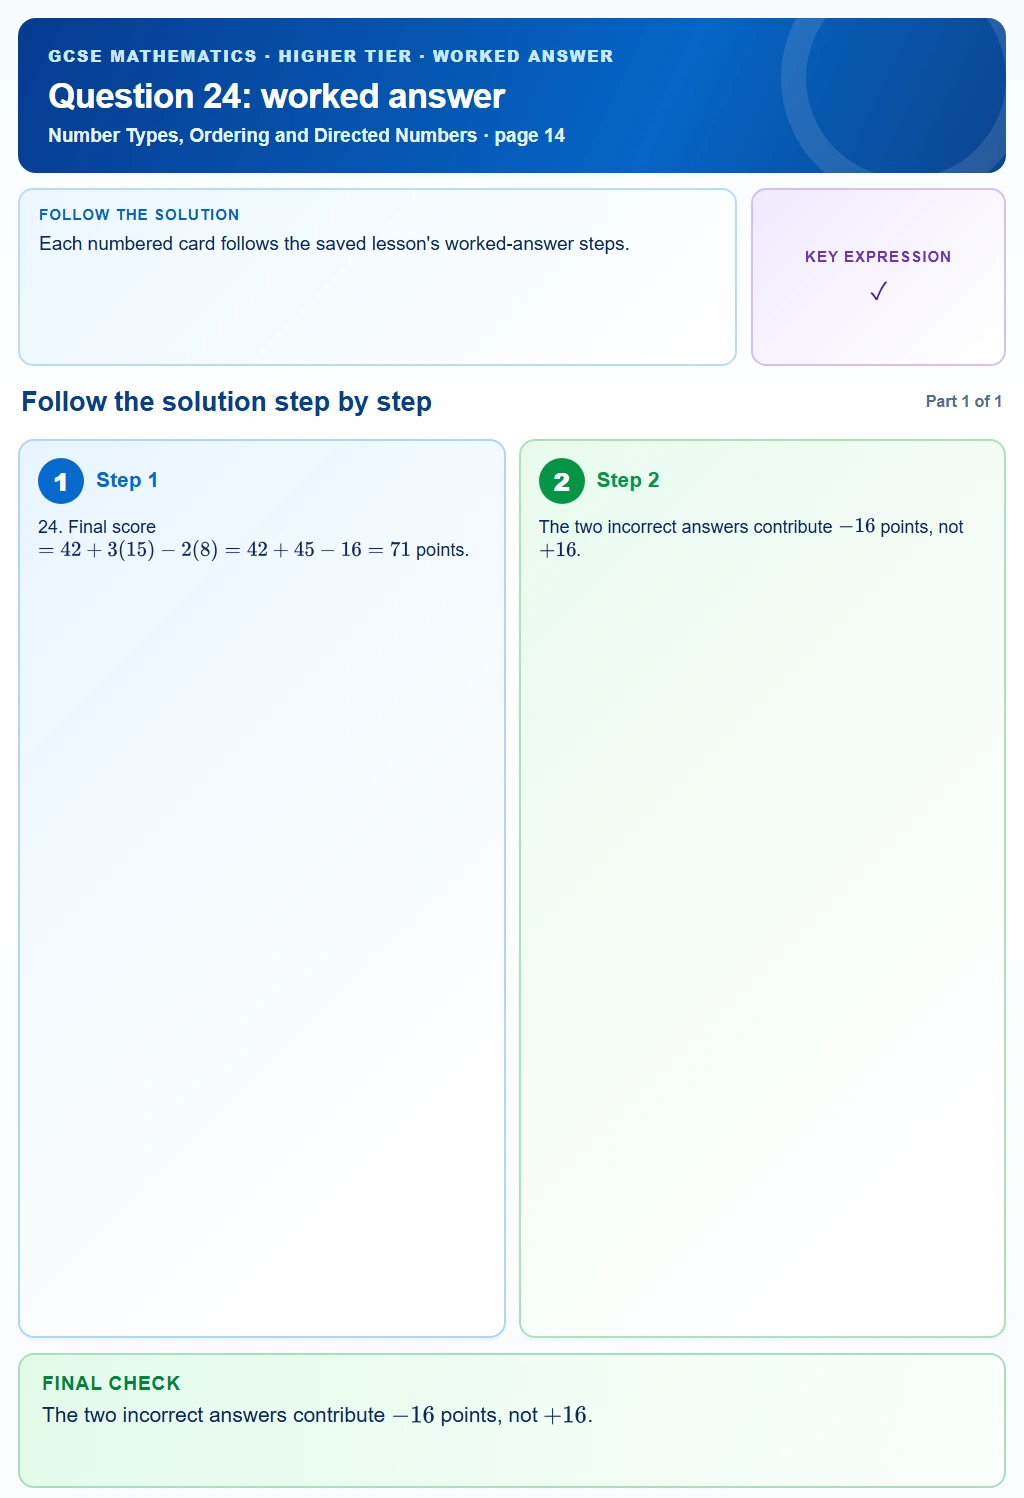 GCSE MATHEMATICS · HIGHER TIER · WORKED ANSWER
Question 24: worked answer
Number Types, Ordering and Directed Numbers · page 14
FOLLOW THE SOLUTION
Each numbered card follows the saved lesson's worked-answer steps.
KEY EXPRESSION
✓
Follow the solution step by step
Part 1 of 1
1 Step 1
24. Final score
= 42 + 3(15) − 2(8) = 42 + 45 − 16 = 71 points.
2 Step 2
The two incorrect answers contribute −16 points, not
+16.
FINAL CHECK
The two incorrect answers contribute −16 points, not +16.